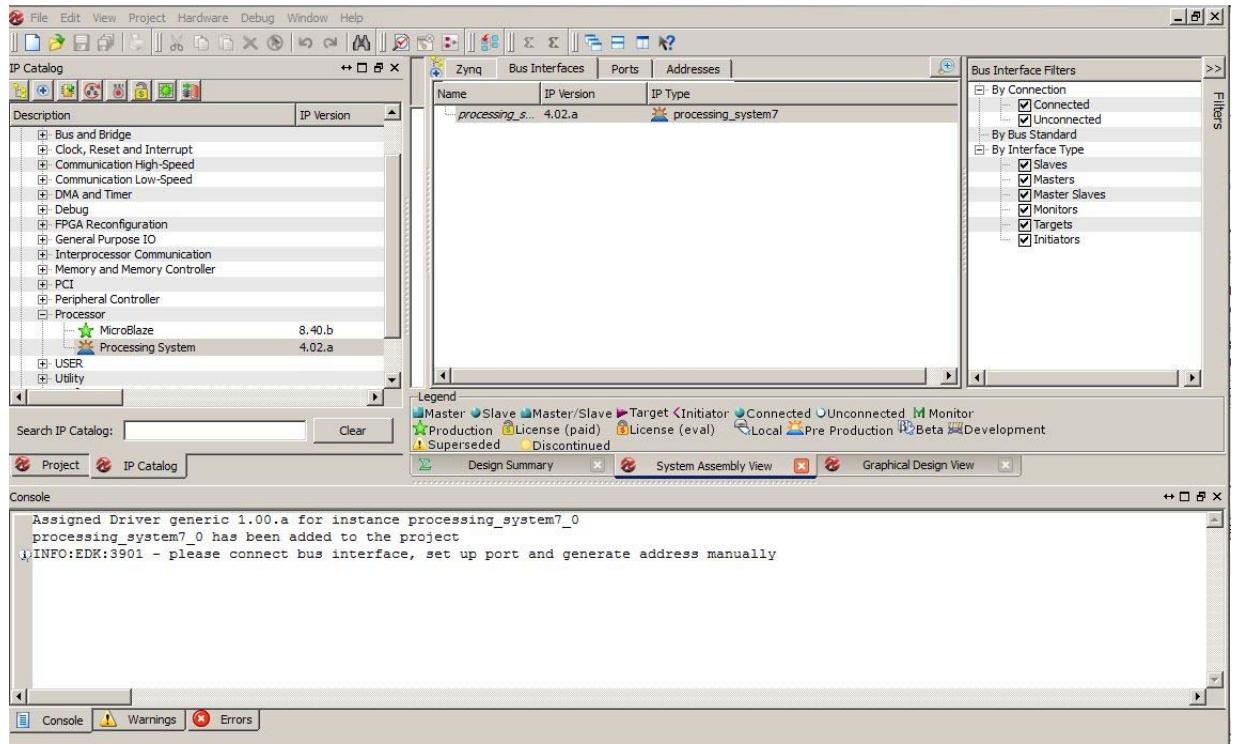 File Edit View Project Hardware Debug Window Help
IP Catalog
Description IP Version
Bus and Bridge
Clock, Reset and Interrupt
Communication High-Speed
Communication Low-Speed
DMA and Timer
Debug
FPGA Reconfiguration
General Purpose IO
Interprocessor Communication
Memory and Memory Controller
PCI
Peripheral Controller
Processor
MicroBlaze 8.40.b
Processing System 4.02.a
USER
Utility
Search IP Catalog: Clear
Project IP Catalog
Zynq Bus Interfaces Ports Addresses
Name IP Version IP Type
processing_s... 4.02.a processing_system7
Bus Interface Filters >>
By Connection
Connected
Unconnected
By Bus Standard
By Interface Type
Slaves
Masters
Master Slaves
Monitors
Targets
Initiators
Filters
Legend
Master Slave Master/Slave Target Initiator Connected Unconnected M Monitor
Production License (paid) License (eval) Local Pre Production Beta Development
Superseded Discontinued
Design Summary System Assembly View Graphical Design View
Console
Assigned Driver generic 1.00.a for instance processing_system7_0
processing_system7_0 has been added to the project
INFO:EDK:3901 - please connect bus interface, set up port and generate address manually
Console Warnings Errors